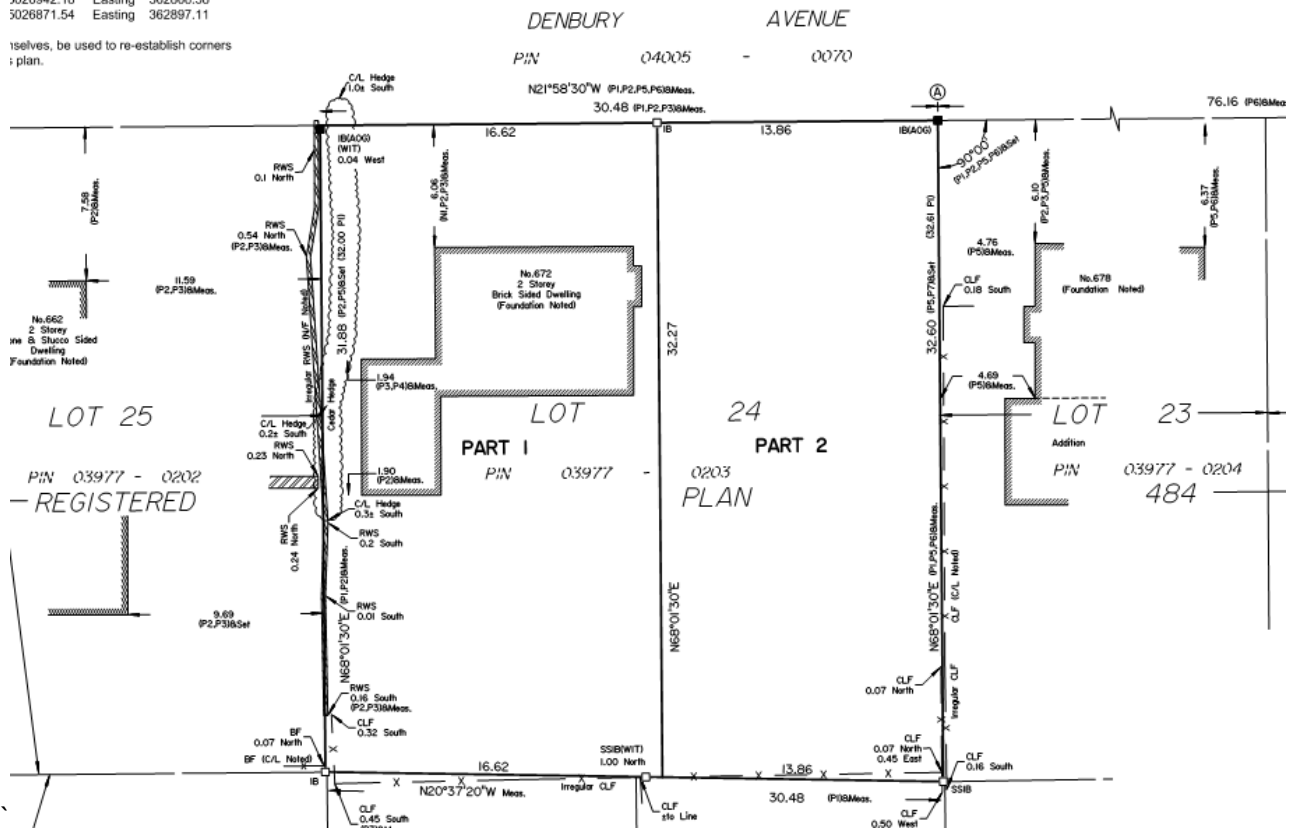 5026871.54 Easting 362897.11
be used to re-establish corners
plan.
DENBURY AVENUE
PIN 04005 - 0070
C/L Hedge
1.0± South
N21°58'30"W (P1,P2,P5,P6)&Meas.
30.48 (P1,P2,P3)&Meas.
A
76.16 (P6)&Meas
16.62
IB
13.86
IB(AOG)
IB(AOG)
(WIT)
0.04 West
90°00'
(P1,P2,P5,P6)&Set
RWS
0.1 North
7.58
(P2)&Meas.
6.06
(N1,P2,P3)&Meas.
6.10
(P2,P3,P5)&Meas.
6.37
(P5,P6)&Meas.
RWS
0.54 North
(P2,P3)&Meas.
31.88 (P2,P5)&Set (32.00 P1)
32.60 (P5,P7)&Set (32.61 P1)
4.76
(P5)&Meas.
11.59
(P2,P3)&Meas.
No.672
2 Storey
Brick Sided Dwelling
(Foundation Noted)
CLF
0.18 South
No.678
(Foundation Noted)
No.662
2 Storey
& Stucco Sided
Dwelling
(Foundation Noted)
Irregular RWS (N/F Noted)
32.27
1.94
(P3,P4)&Meas.
4.69
(P5)&Meas.
Cedar Hedge
LOT 25
C/L Hedge
0.2± South
LOT 24
LOT 23
RWS
0.23 North
PART 1
PART 2
Addition
PIN 03977 - 0202
1.90
(P2)&Meas.
PIN 03977 - 0203
PIN 03977 - 0204
REGISTERED
PLAN
484
C/L Hedge
0.3± South
RWS
0.2 South
RWS
0.24 North
N68°01'30"E (P1,P2)&Meas.
N68°01'30"E
N68°01'30"E (P1,P5,P6)&Meas.
CLF (C/L Noted)
9.69
(P2,P3)&Set
RWS
0.01 South
RWS
0.16 South
(P2,P3)&Meas.
CLF
0.07 North
Irregular CLF
CLF
0.32 South
BF
0.07 North
BF (C/L Noted)
SSIB(WIT)
1.00 North
CLF
0.07 North
0.45 East
CLF
0.16 South
IB
16.62
13.86
N20°37'20"W Meas.
Irregular CLF
30.48 (P1)&Meas.
SSIB
CLF
0.45 South
CLF
±to Line
CLF
0.50 West